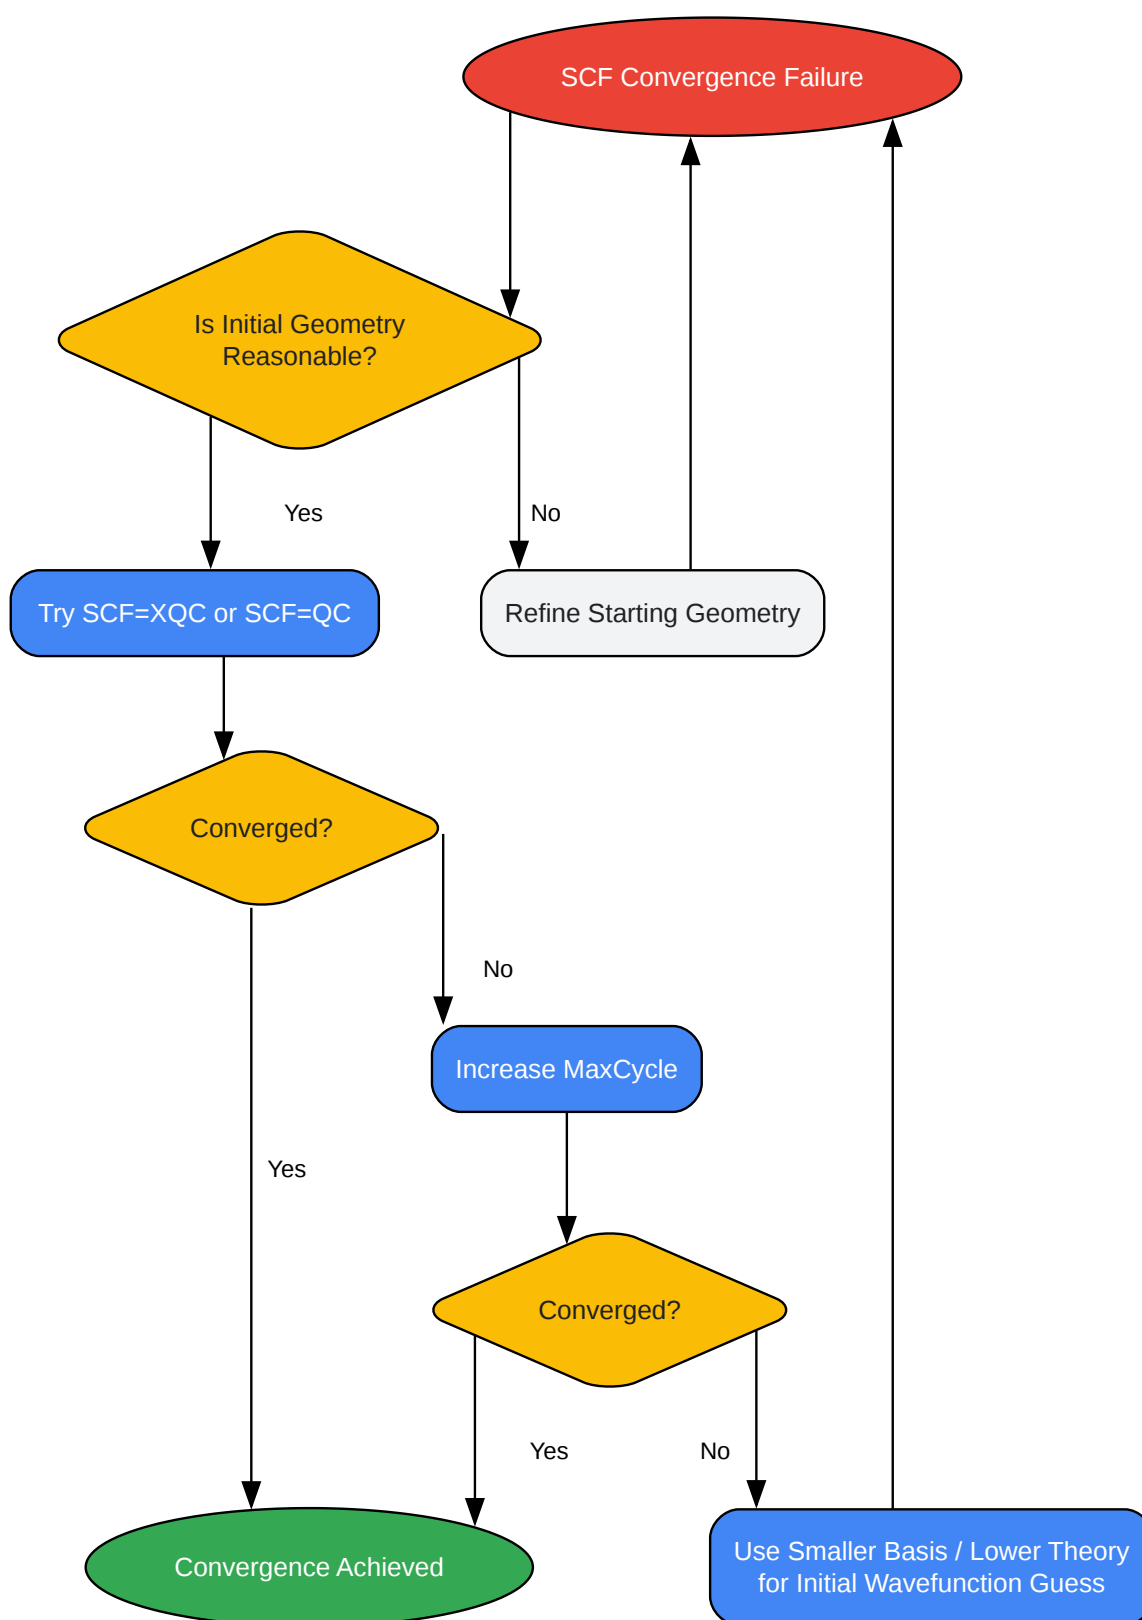 SCF Convergence Failure
Is Initial Geometry
Reasonable?
Yes
No
Try SCF=XQC or SCF=QC
Refine Starting Geometry
Converged?
No
Increase MaxCycle
Yes
Converged?
Yes
No
Convergence Achieved
Use Smaller Basis / Lower Theory
for Initial Wavefunction Guess